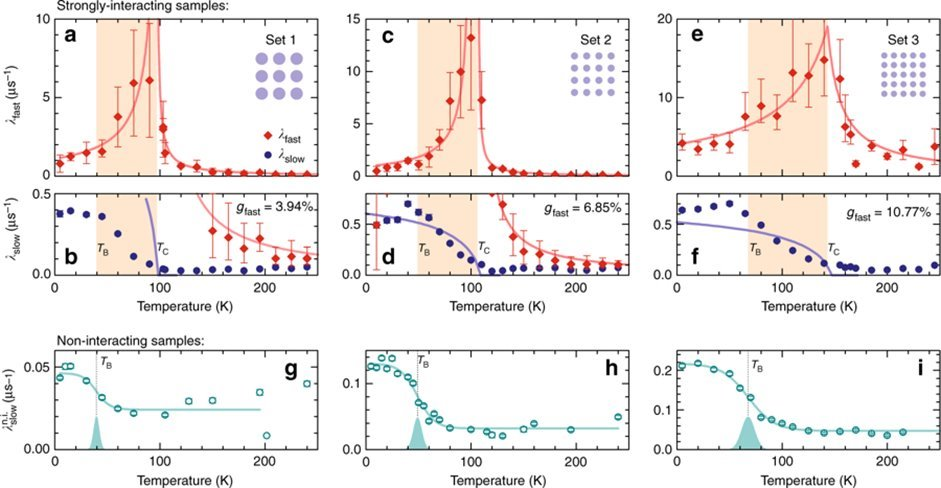 Strongly-interacting samples:
a
Set 1
c
Set 2
e
Set 3
λfast (μs⁻¹)
λfast
λslow
10
5
0
15
10
5
0
20
10
0
λslow (μs⁻¹)
0.5
0.0
b
TB
TC
gfast = 3.94%
0.5
0.0
d
TB
TC
gfast = 6.85%
0.5
0.0
f
TB
TC
gfast = 10.77%
0 100 200
0 100 200
0 100 200
Temperature (K)
Temperature (K)
Temperature (K)
Non-interacting samples:
λn.i.slow (μs–1)
0.05
0.00
TB
g
0.1
0.0
TB
h
0.2
0.1
0.0
TB
i
0 100 200
0 100 200
0 100 200
Temperature (K)
Temperature (K)
Temperature (K)